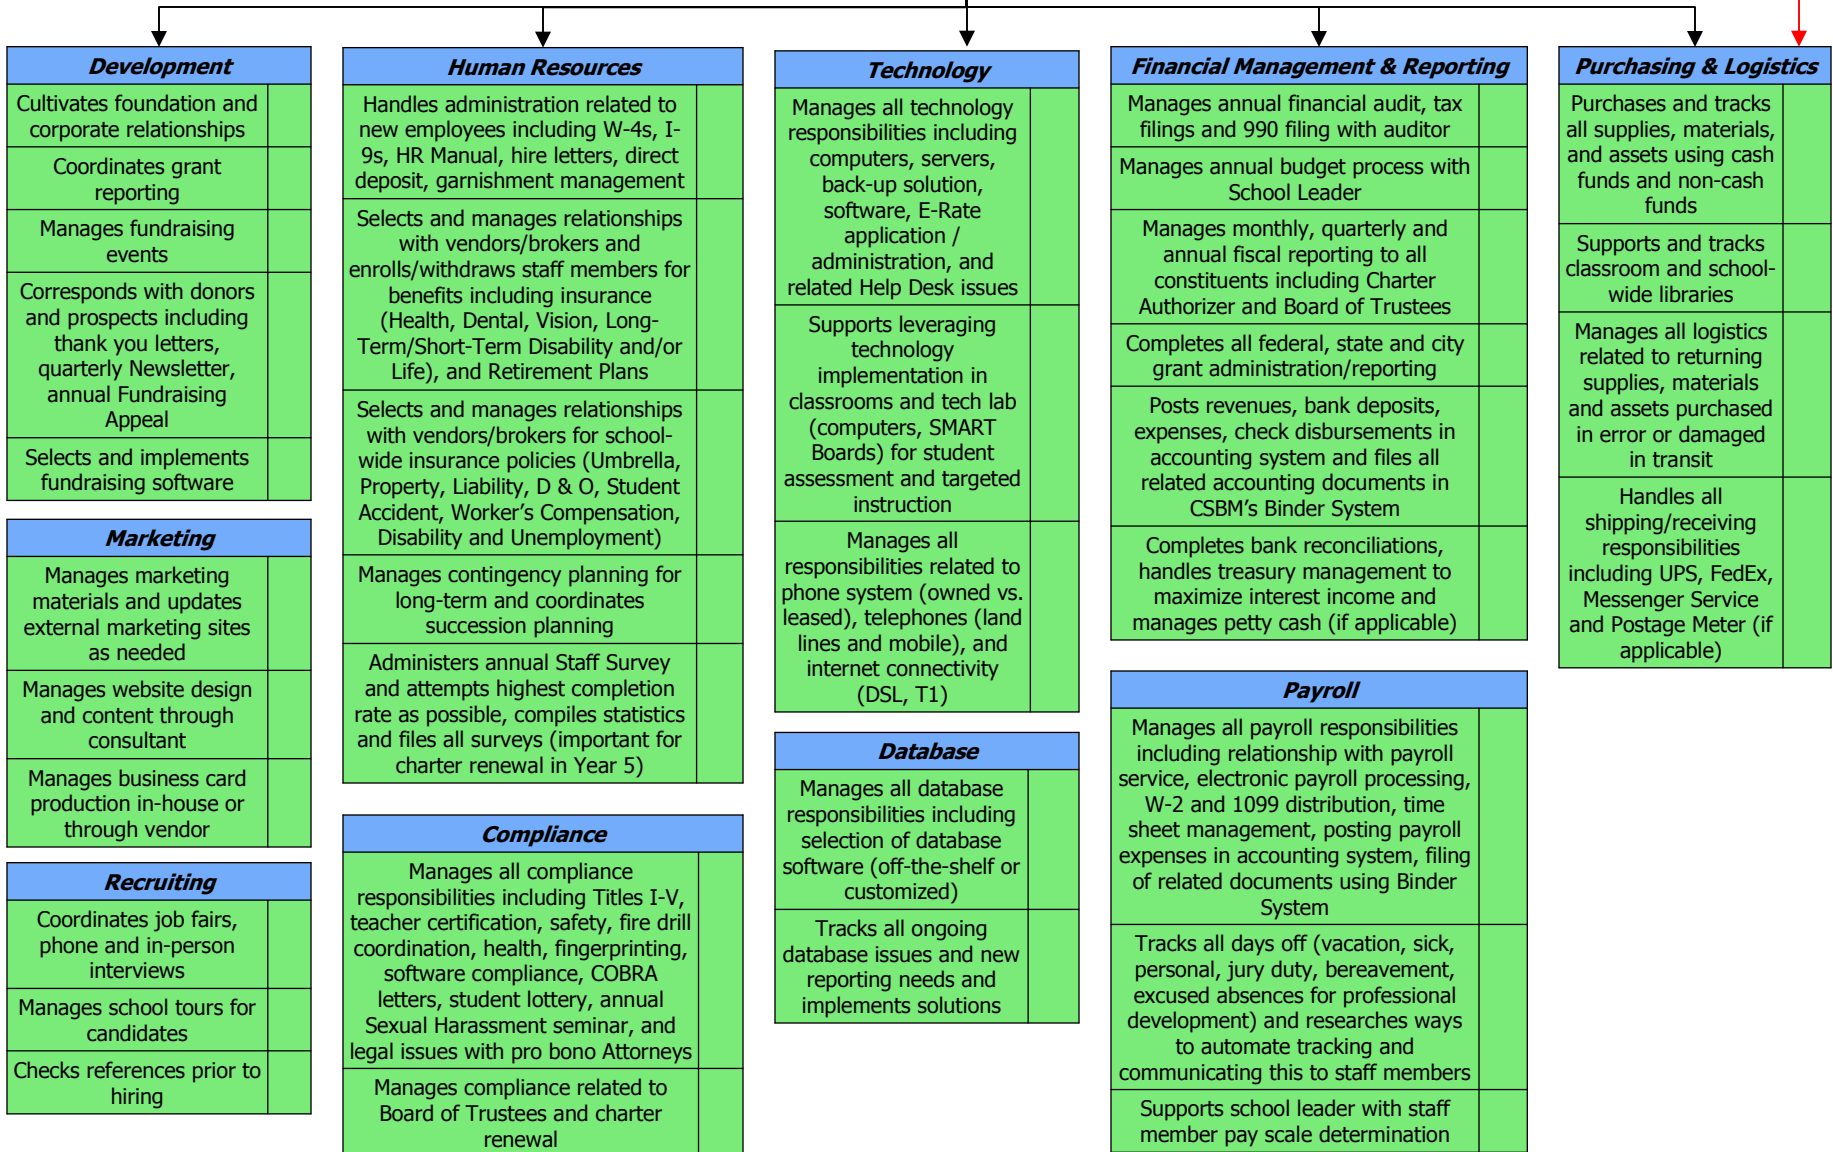 Development
Cultivates foundation and
corporate relationships
Coordinates grant
reporting
Manages fundraising
events
Corresponds with donors
and prospects including
thank you letters,
quarterly Newsletter,
annual Fundraising
Appeal
Selects and implements
fundraising software
Marketing
Manages marketing
materials and updates
external marketing sites
as needed
Manages website design
and content through
consultant
Manages business card
production in-house or
through vendor
Recruiting
Coordinates job fairs,
phone and in-person
interviews
Manages school tours for
candidates
Checks references prior to
hiring
Human Resources
Handles administration related to
new employees including W-4s, I-
9s, HR Manual, hire letters, direct
deposit, garnishment management
Selects and manages relationships
with vendors/brokers and
enrolls/withdraws staff members for
benefits including insurance
(Health, Dental, Vision, Long-
Term/Short-Term Disability and/or
Life), and Retirement Plans
Selects and manages relationships
with vendors/brokers for school-
wide insurance policies (Umbrella,
Property, Liability, D & O, Student
Accident, Worker's Compensation,
Disability and Unemployment)
Manages contingency planning for
long-term and coordinates
succession planning
Administers annual Staff Survey
and attempts highest completion
rate as possible, compiles statistics
and files all surveys (important for
charter renewal in Year 5)
Compliance
Manages all compliance
responsibilities including Titles I-V,
teacher certification, safety, fire drill
coordination, health, fingerprinting,
software compliance, COBRA
letters, student lottery, annual
Sexual Harassment seminar, and
legal issues with pro bono Attorneys
Manages compliance related to
Board of Trustees and charter
renewal
Technology
Manages all technology
responsibilities including
computers, servers,
back-up solution,
software, E-Rate
application /
administration, and
related Help Desk issues
Supports leveraging
technology
implementation in
classrooms and tech lab
(computers, SMART
Boards) for student
assessment and targeted
instruction
Manages all
responsibilities related to
phone system (owned vs.
leased), telephones (land
lines and mobile), and
internet connectivity
(DSL, T1)
Database
Manages all database
responsibilities including
selection of database
software (off-the-shelf or
customized)
Tracks all ongoing
database issues and new
reporting needs and
implements solutions
Financial Management & Reporting
Manages annual financial audit, tax
filings and 990 filing with auditor
Manages annual budget process with
School Leader
Manages monthly, quarterly and
annual fiscal reporting to all
constituents including Charter
Authorizer and Board of Trustees
Completes all federal, state and city
grant administration/reporting
Posts revenues, bank deposits,
expenses, check disbursements in
accounting system and files all
related accounting documents in
CSBM's Binder System
Completes bank reconciliations,
handles treasury management to
maximize interest income and
manages petty cash (if applicable)
Payroll
Manages all payroll responsibilities
including relationship with payroll
service, electronic payroll processing,
W-2 and 1099 distribution, time
sheet management, posting payroll
expenses in accounting system, filing
of related documents using Binder
System
Tracks all days off (vacation, sick,
personal, jury duty, bereavement,
excused absences for professional
development) and researches ways
to automate tracking and
communicating this to staff members
Supports school leader with staff
member pay scale determination
Purchasing & Logistics
Purchases and tracks
all supplies, materials,
and assets using cash
funds and non-cash
funds
Supports and tracks
classroom and school-
wide libraries
Manages all logistics
related to returning
supplies, materials
and assets purchased
in error or damaged
in transit
Handles all
shipping/receiving
responsibilities
including UPS, FedEx,
Messenger Service
and Postage Meter (if
applicable)